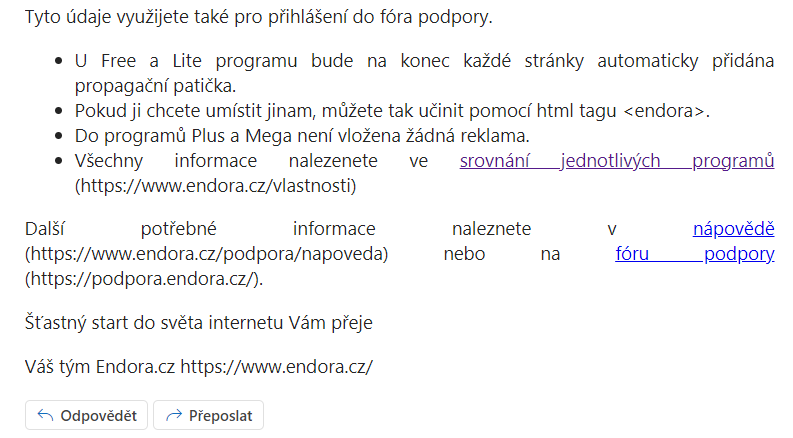 Tyto údaje využijete také pro přihlášení do fóra podpory.
U Free a Lite programu bude na konec každé stránky automaticky přidána
propagační patička.
Pokud ji chcete umístit jinam, můžete tak učinit pomocí html tagu <endora>.
Do programů Plus a Mega není vložena žádná reklama.
Všechny informace nalezenete ve srovnání jednotlivých programů
(https://www.endora.cz/vlastnosti)
Další potřebné informace naleznete v nápovědě
(https://www.endora.cz/podpora/napoveda) nebo na fóru podpory
(https://podpora.endora.cz/).
Šťastný start do světa internetu Vám přeje
Váš tým Endora.cz https://www.endora.cz/
Odpovědět Přeposlat